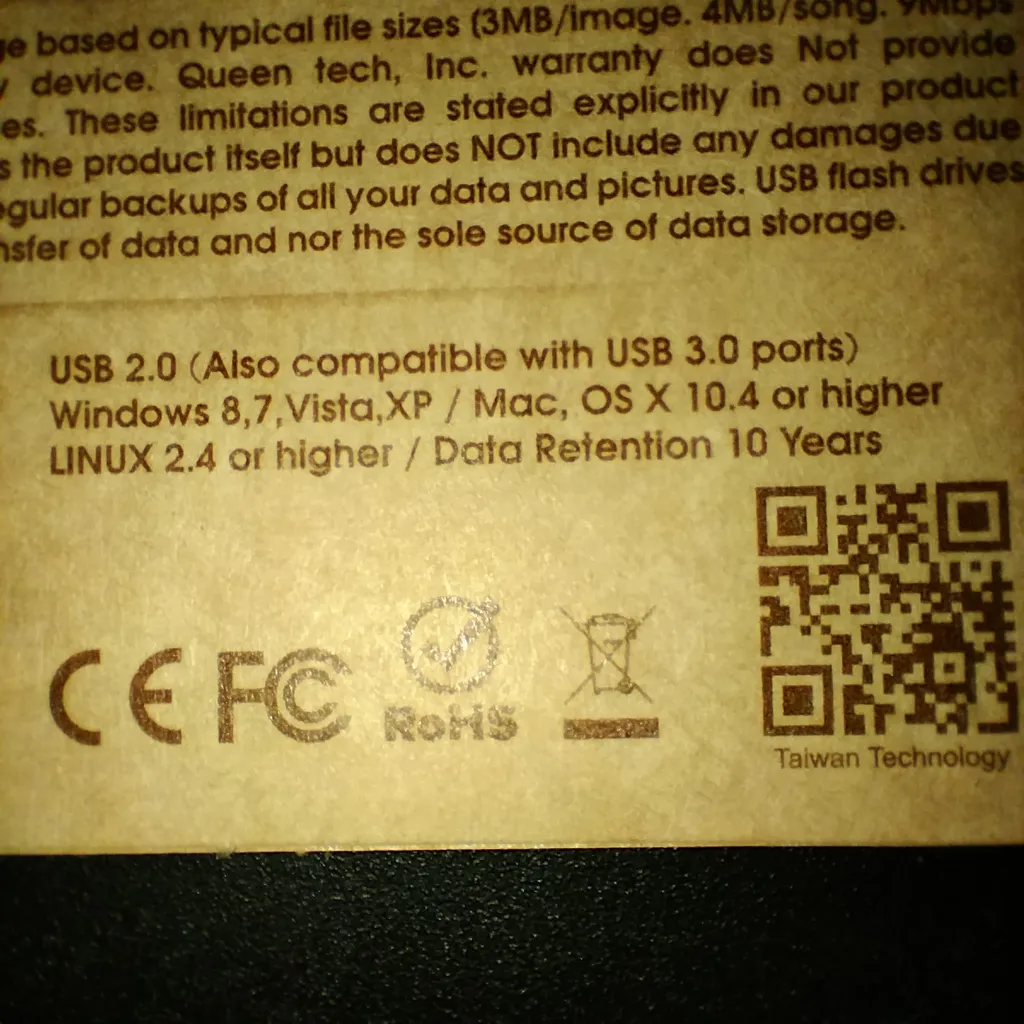 ge based on typical file sizes (3MB/image. 4MB/song. 9Mbps
y device. Queen tech, Inc. warranty does Not provide
es. These limitations are stated explicitly in our product
s the product itself but does NOT include any damages due
egular backups of all your data and pictures. USB flash drives
nsfer of data and nor the sole source of data storage.
USB 2.0 (Also compatible with USB 3.0 ports)
Windows 8,7,Vista,XP / Mac, OS X 10.4 or higher
LINUX 2.4 or higher / Data Retention 10 Years
CE FC RoHS
Taiwan Technology